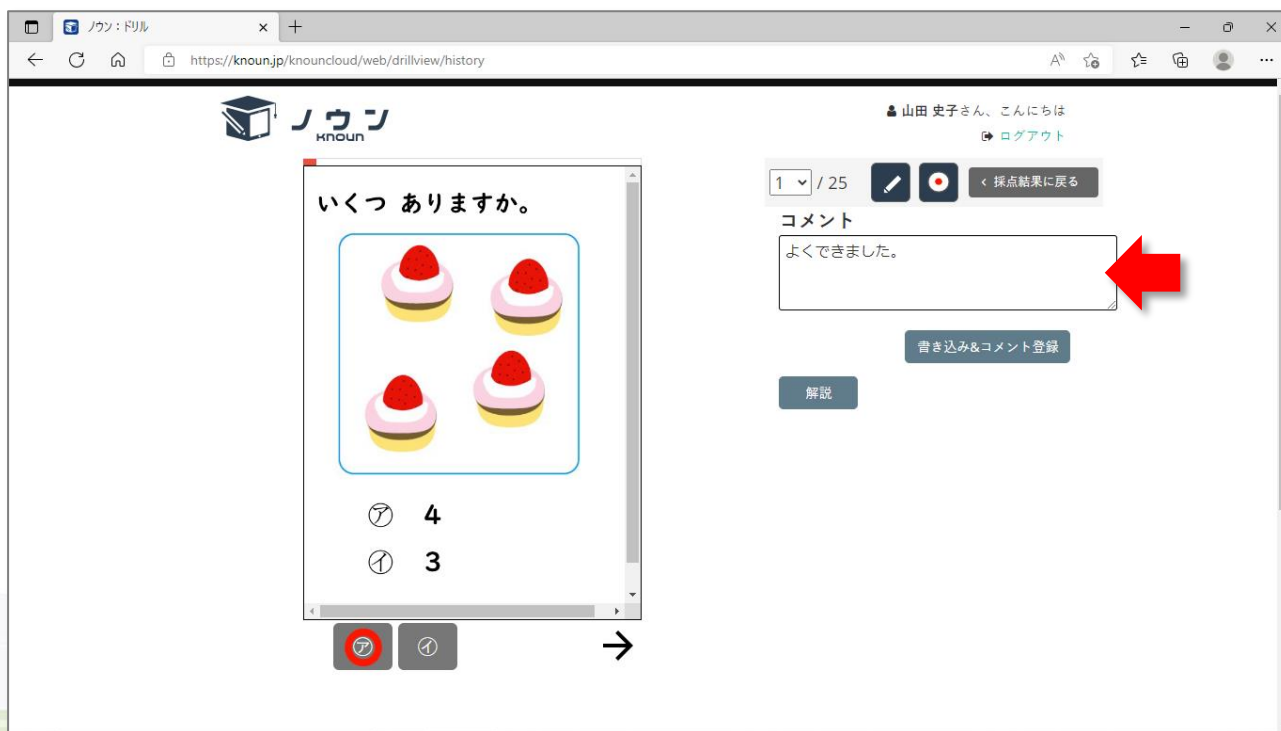 ノウン：ドリル
https://knoun.jp/knouncloud/web/drillview/history
ノウン
KNOUN
山田 史子さん、こんにちは
ログアウト
いくつ ありますか。
㋐ 4
㋑ 3
㋐ ㋑
1 / 25
採点結果に戻る
コメント
よくできました。
書き込み&コメント登録
解説